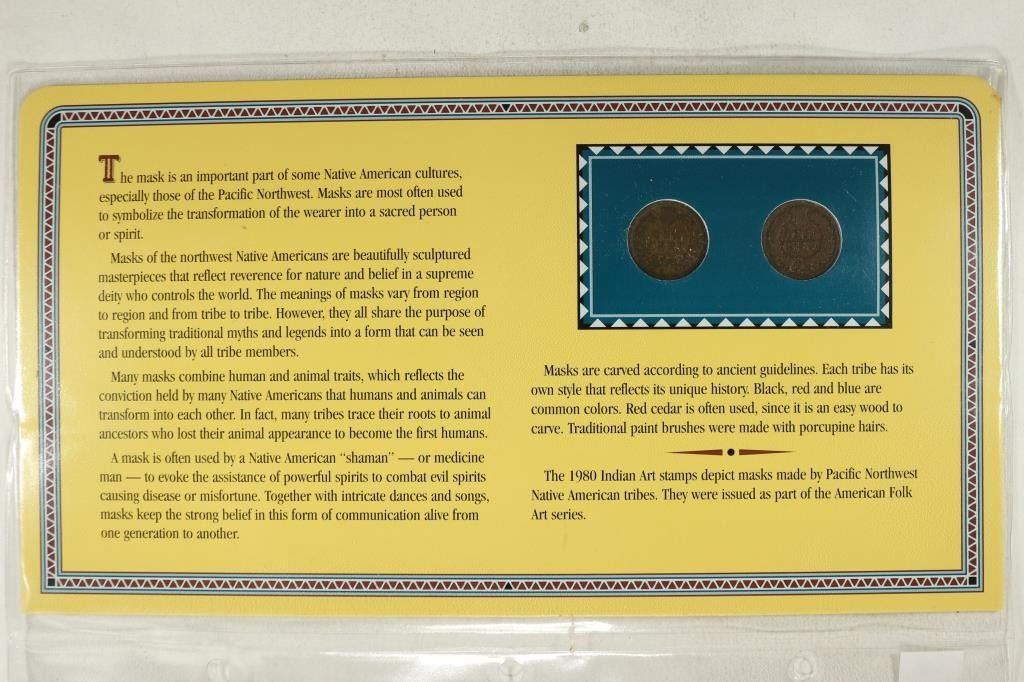 The mask is an important part of some Native American cultures,
especially those of the Pacific Northwest. Masks are most often used
to symbolize the transformation of the wearer into a sacred person
or spirit.
Masks of the northwest Native Americans are beautifully sculptured
masterpieces that reflect reverence for nature and belief in a supreme
deity who controls the world. The meanings of masks vary from region
to region and from tribe to tribe. However, they all share the purpose of
transforming traditional myths and legends into a form that can be seen
and understood by all tribe members.
Many masks combine human and animal traits, which reflects the
conviction held by many Native Americans that humans and animals can
transform into each other. In fact, many tribes trace their roots to animal
ancestors who lost their animal appearance to become the first humans.
A mask is often used by a Native American “shaman” — or medicine
man — to evoke the assistance of powerful spirits to combat evil spirits
causing disease or misfortune. Together with intricate dances and songs,
masks keep the strong belief in this form of communication alive from
one generation to another.
Masks are carved according to ancient guidelines. Each tribe has its
own style that reflects its unique history. Black, red and blue are
common colors. Red cedar is often used, since it is an easy wood to
carve. Traditional paint brushes were made with porcupine hairs.
The 1980 Indian Art stamps depict masks made by Pacific Northwest
Native American tribes. They were issued as part of the American Folk
Art series.